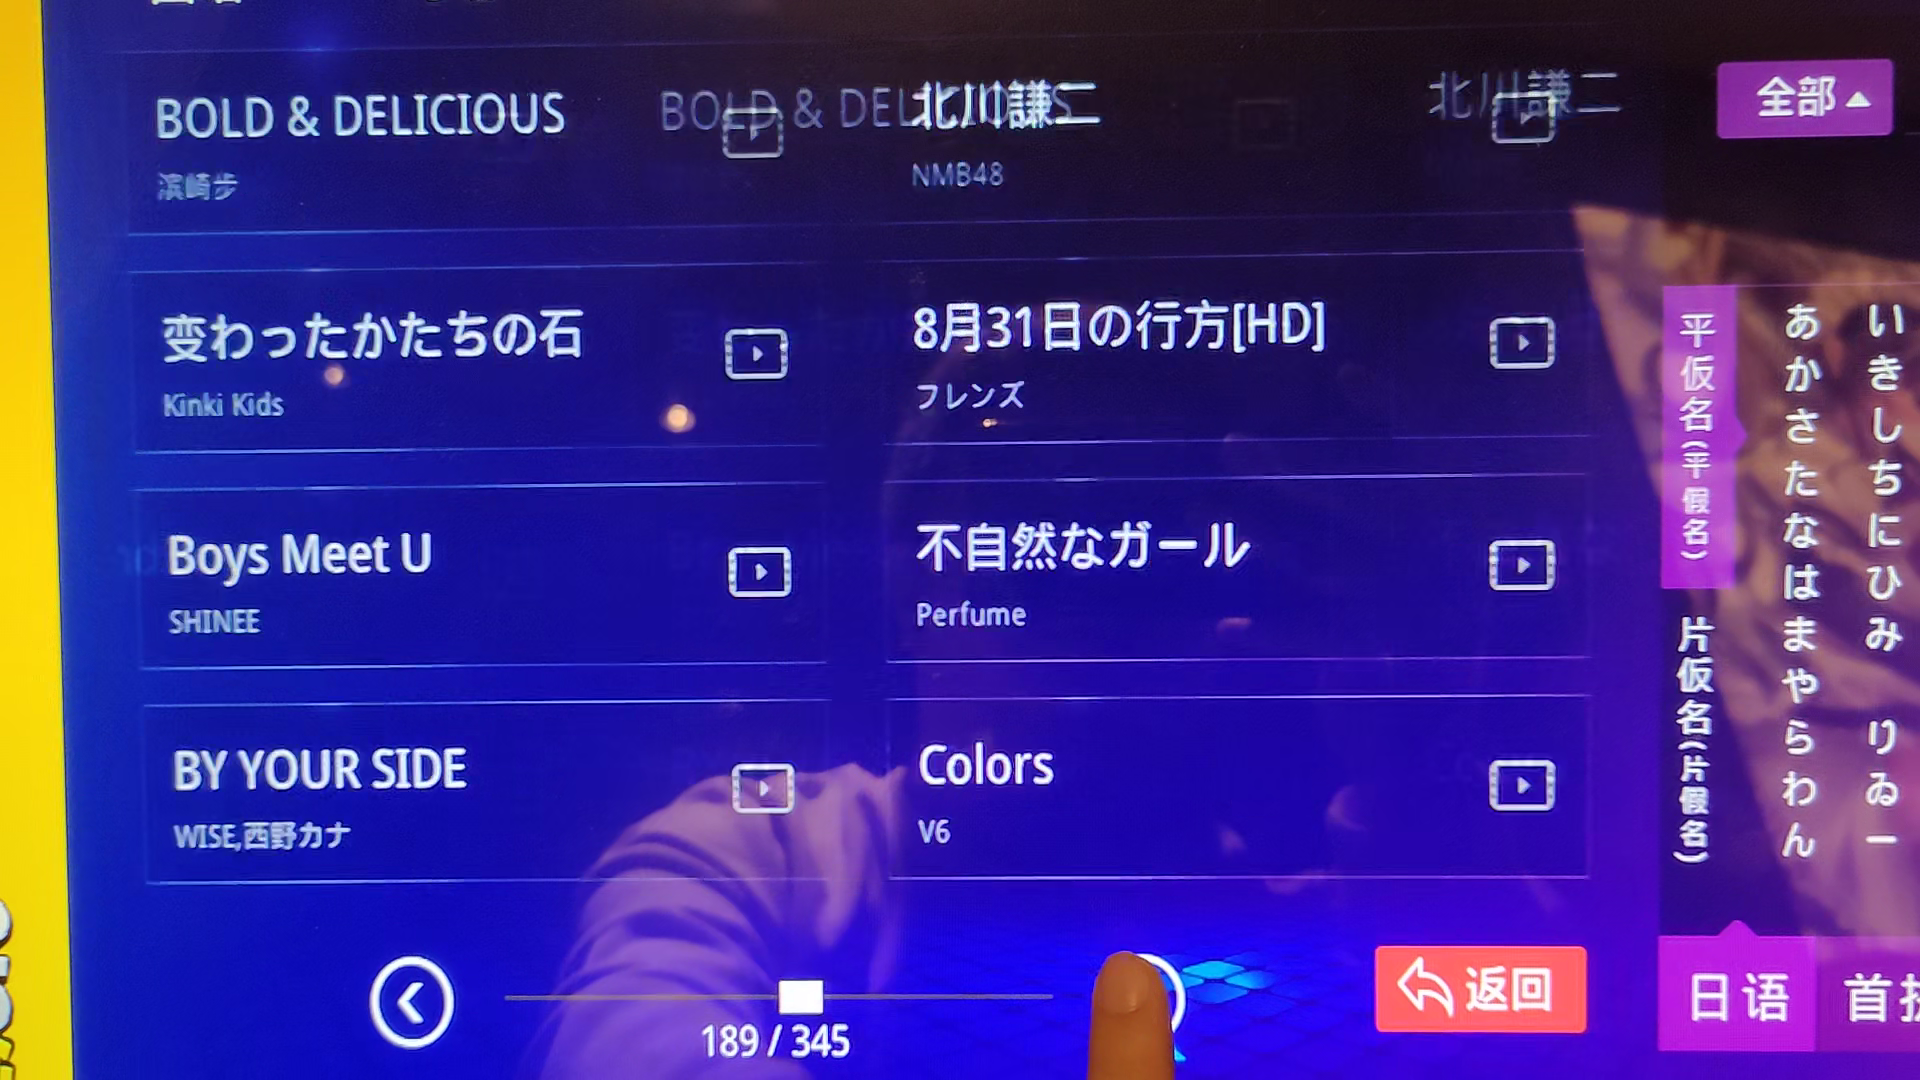 BOLD & DELICIOUS
滨崎步
BOLD & DELICIOUS
北川謙二
NMB48
北川謙二
全部
変わったかたちの石
Kinki Kids
8月31日の行方[HD]
フレンズ
Boys Meet U
SHINEE
不自然なガール
Perfume
BY YOUR SIDE
WISE,西野カナ
Colors
V6
189 / 345
返回
平仮名(平假名)
片仮名(片假名)
あ い
か き
さ し
た ち
な に
は ひ
ま み
や
ら り
わ ゐ
ん ー
日语
首